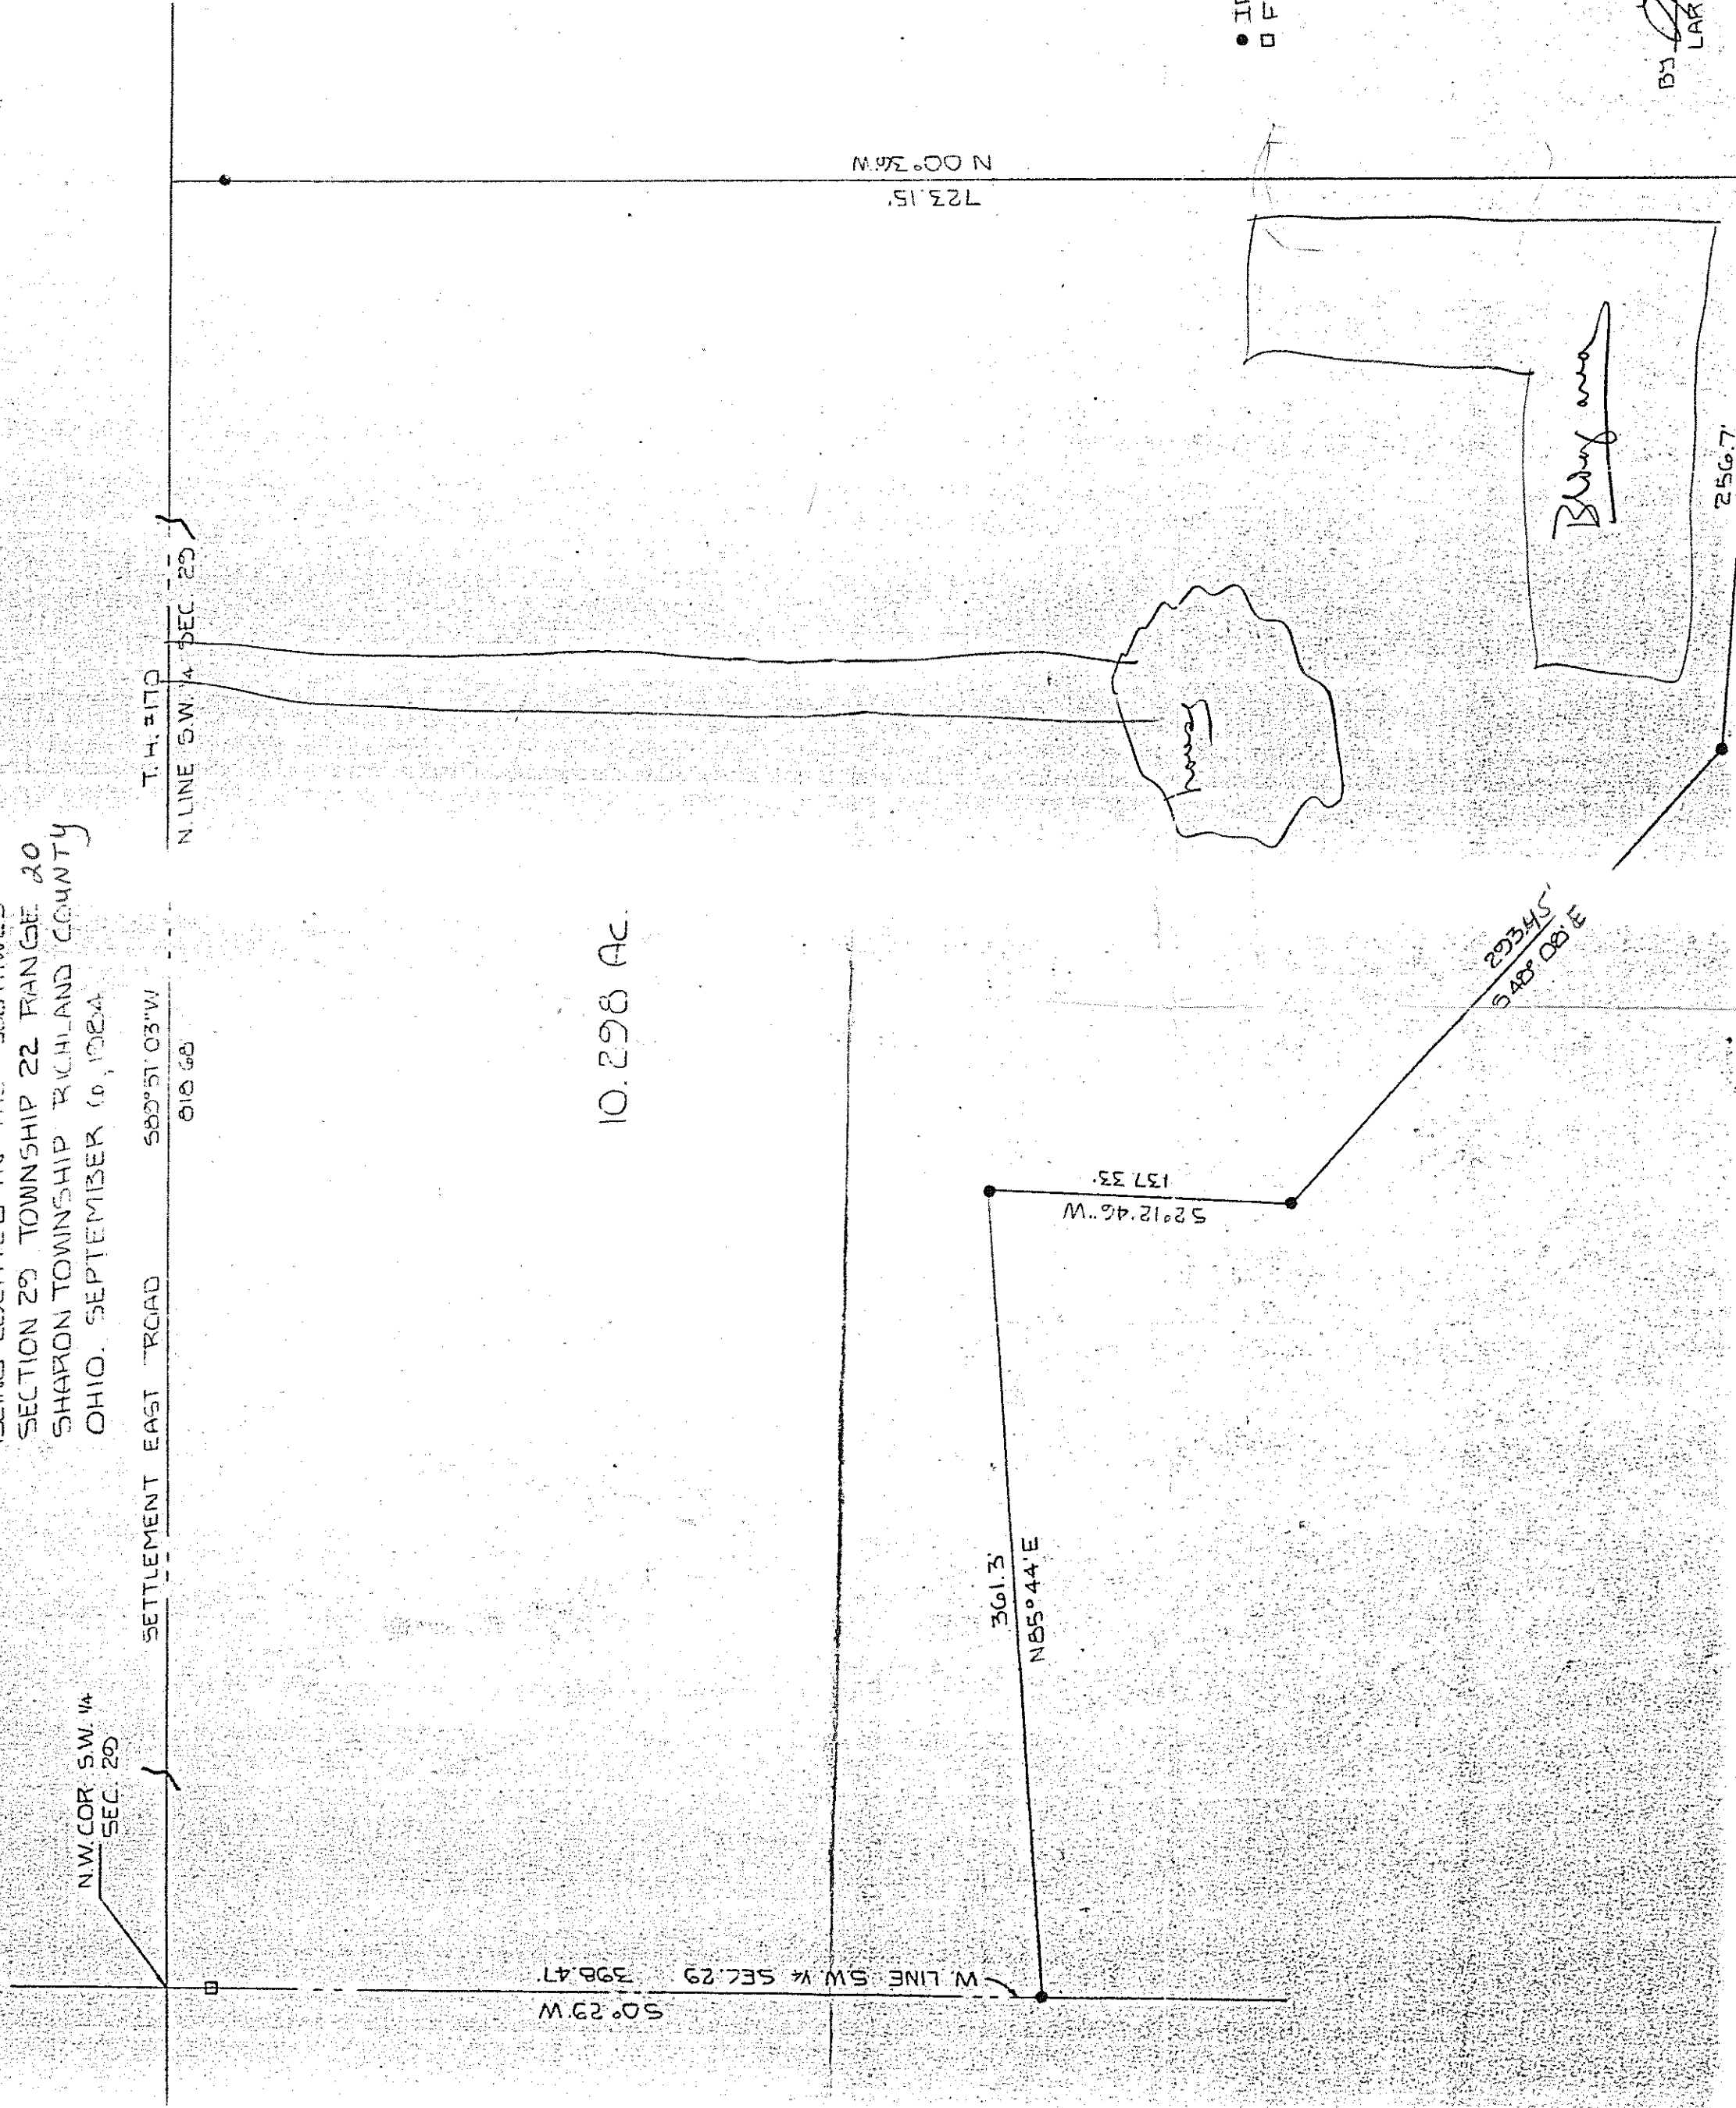 SECTION 29 TOWNSHIP 22 RANGE 20
SHARON TOWNSHIP RICHLAND COUNTY
OHIO. SEPTEMBER 6, 1984
N.W. COR. S.W. 1/4
SEC. 29
SETTLEMENT EAST ROAD
S89°51'03"W
818.68
T.H. #170
N. LINE S.W. 1/4 SEC. 29
10.298 AC.
W. LINE SW 1/4 SEC. 29 398.47'
S0°29'W
361.3'
N85°44'E
137.33'
S2°12'46"W
293.45'
S48°08'E
256.7'
723.15'
N00°36'W
house
area
BY
LAR